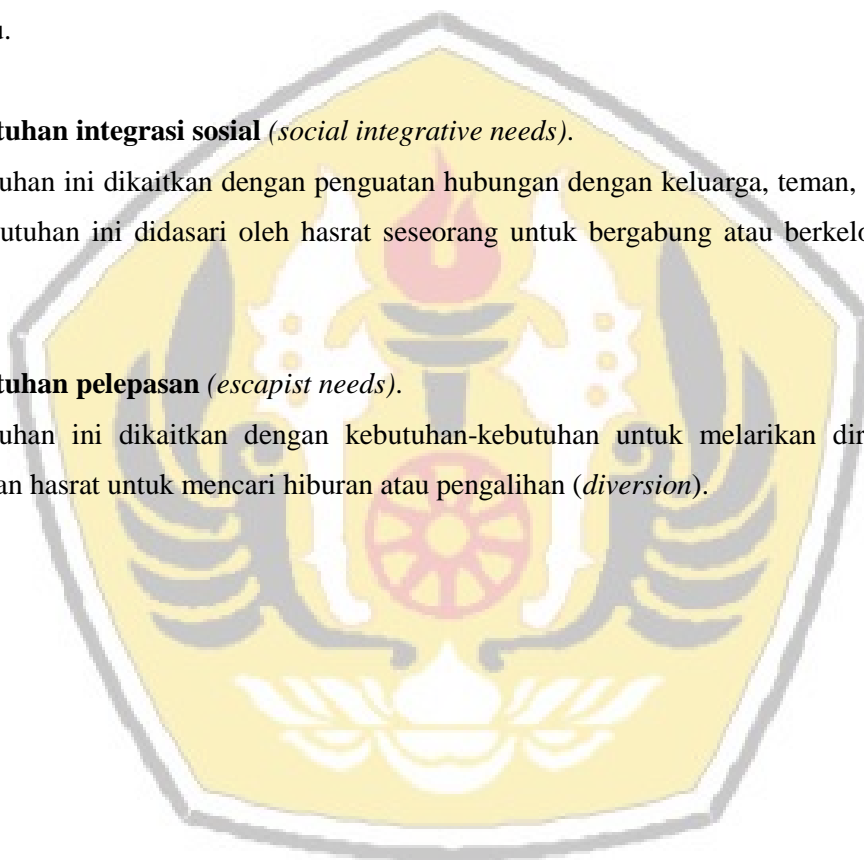 u.
tuhan integrasi sosial (social integrative needs).
uhan ini dikaitkan dengan penguatan hubungan dengan keluarga, teman,
utuhan ini didasari oleh hasrat seseorang untuk bergabung atau berkelo
tuhan pelepasan (escapist needs).
uhan ini dikaitkan dengan kebutuhan-kebutuhan untuk melarikan dir
an hasrat untuk mencari hiburan atau pengalihan (diversion).